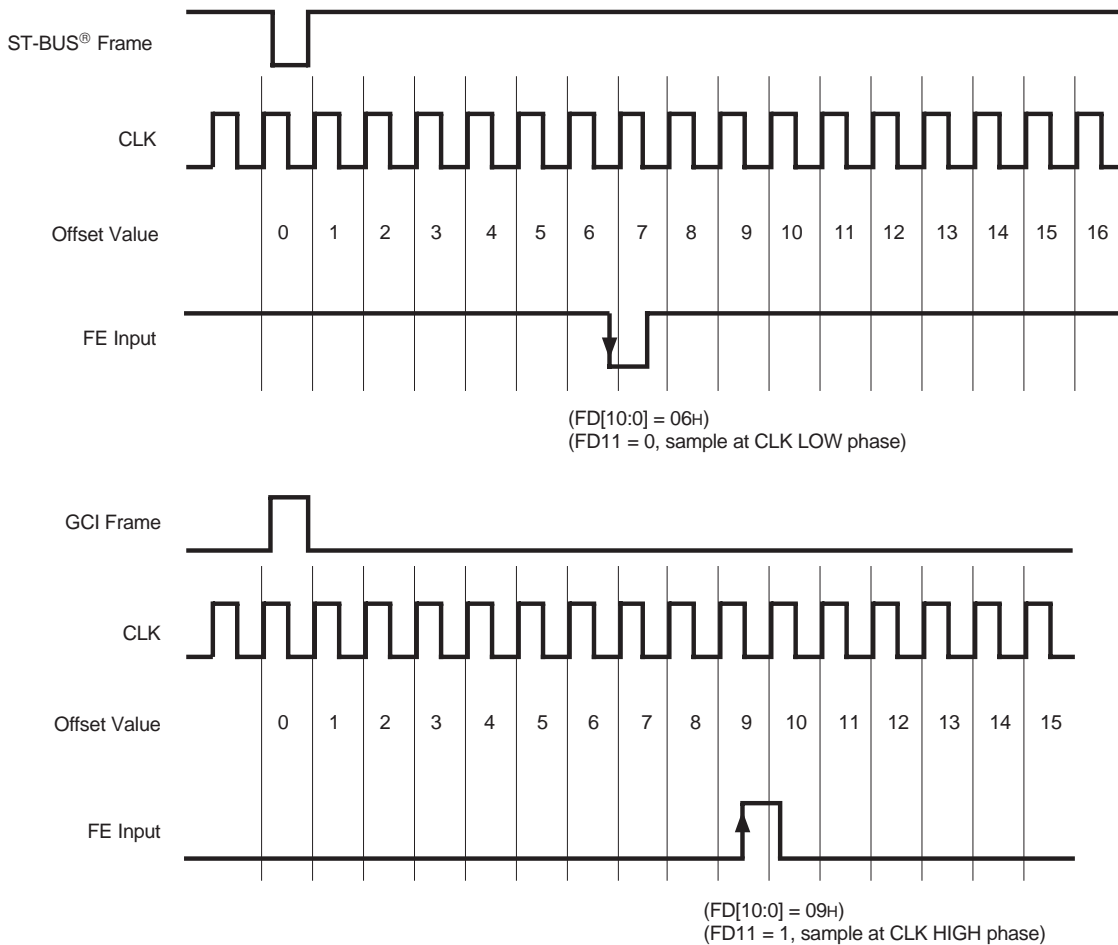 ST-BUS® Frame
CLK
Offset Value 0 1 2 3 4 5 6 7 8 9 10 11 12 13 14 15 16
FE Input
(FD[10:0] = 06H)
(FD11 = 0, sample at CLK LOW phase)
GCI Frame
CLK
Offset Value 0 1 2 3 4 5 6 7 8 9 10 11 12 13 14 15
FE Input
(FD[10:0] = 09H)
(FD11 = 1, sample at CLK HIGH phase)